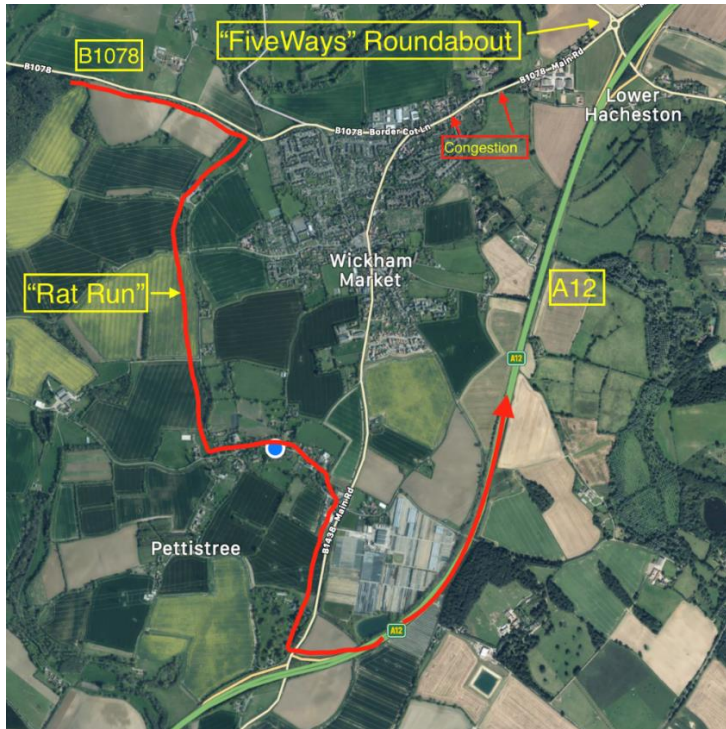 "FiveWays" Roundabout
B1078
B1078
B1078-Main Rd
Lower
Hacheston
B1078-Border Cot Ln
Congestion
Wickham
Market
"Rat Run"
A12
A12
Pettistree
B1438-Main Rd
A12